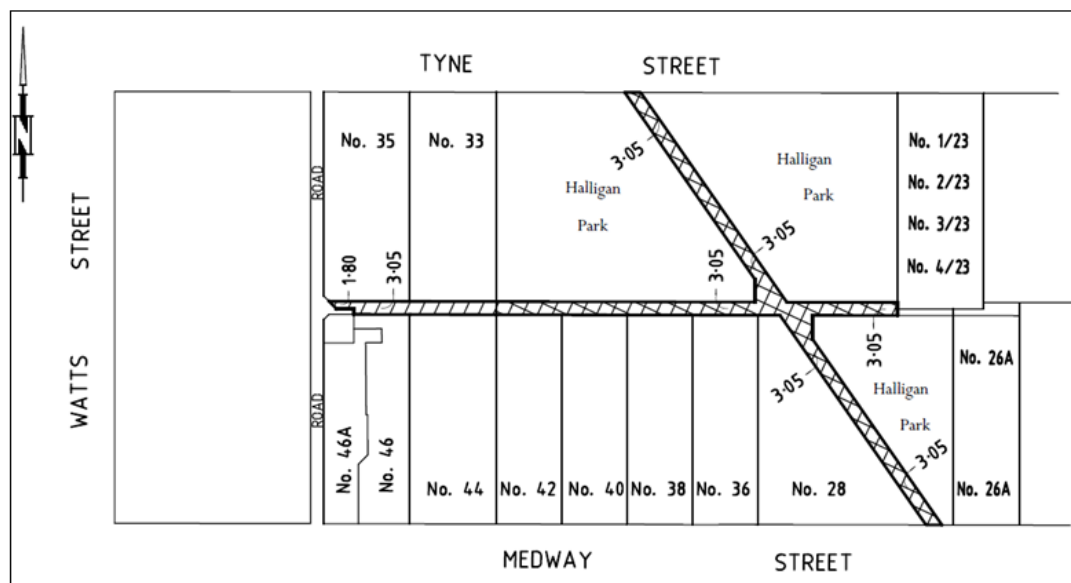 TYNE STREET
N
No. 35
No. 33
Halligan
Park
3·05
Halligan
Park
No. 1/23
No. 2/23
No. 3/23
No. 4/23
ROAD
WATTS STREET
1·80
3·05
3·05
3·05
3·05
3·05
3·05
Halligan
Park
No. 26A
ROAD
No. 46A
No. 46
No. 44
No. 42
No. 40
No. 38
No. 36
No. 28
No. 26A
MEDWAY STREET